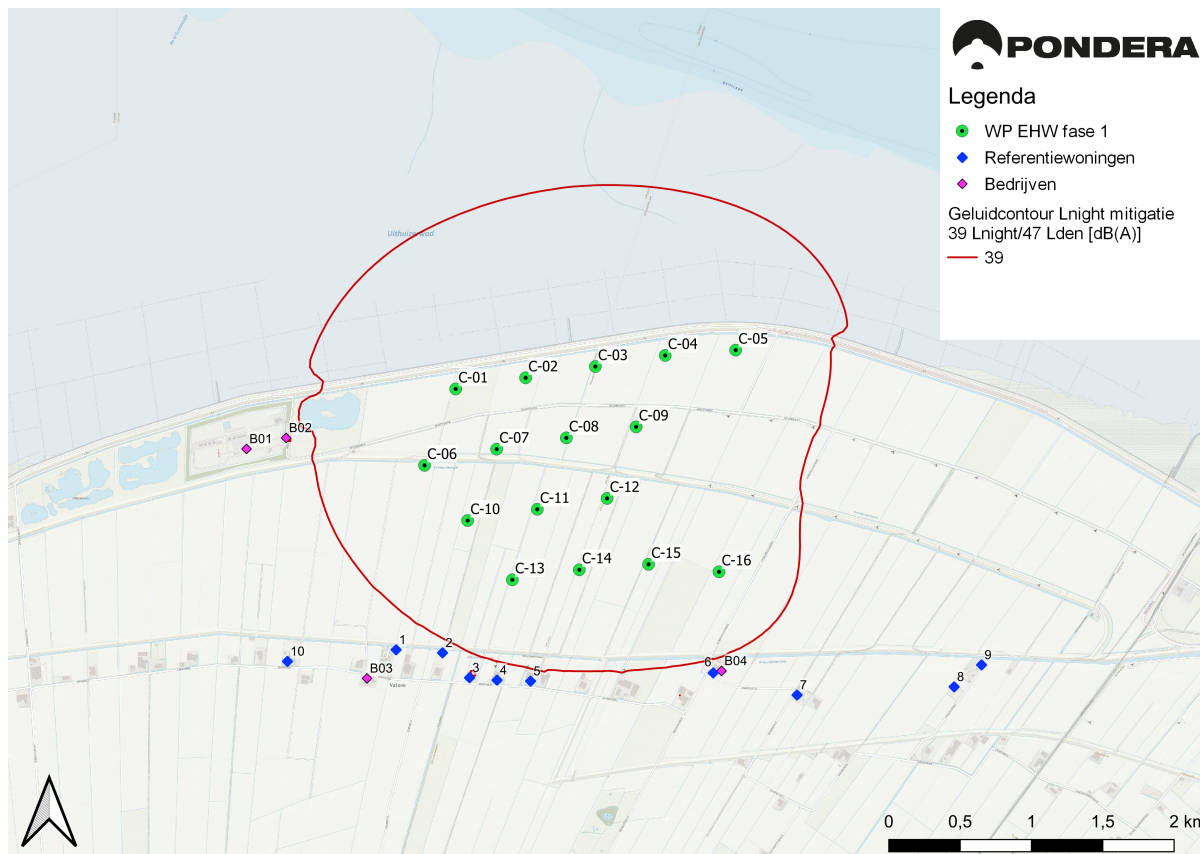 PONDERA
Legenda
WP EHW fase 1
Referentiewoningen
Bedrijven
Geluidcontour Lnight mitigatie
39 Lnight/47 Lden [dB(A)]
39
Uithuizerwad
C-05
C-04
C-03
C-02
C-01
C-09
C-08
C-07
C-06
B02
B01
C-12
C-11
C-10
C-16
C-15
C-14
C-13
1
2
10
B03
3
4
5
6
B04
7
8
9
Valom
0 0,5 1 1,5 2 km